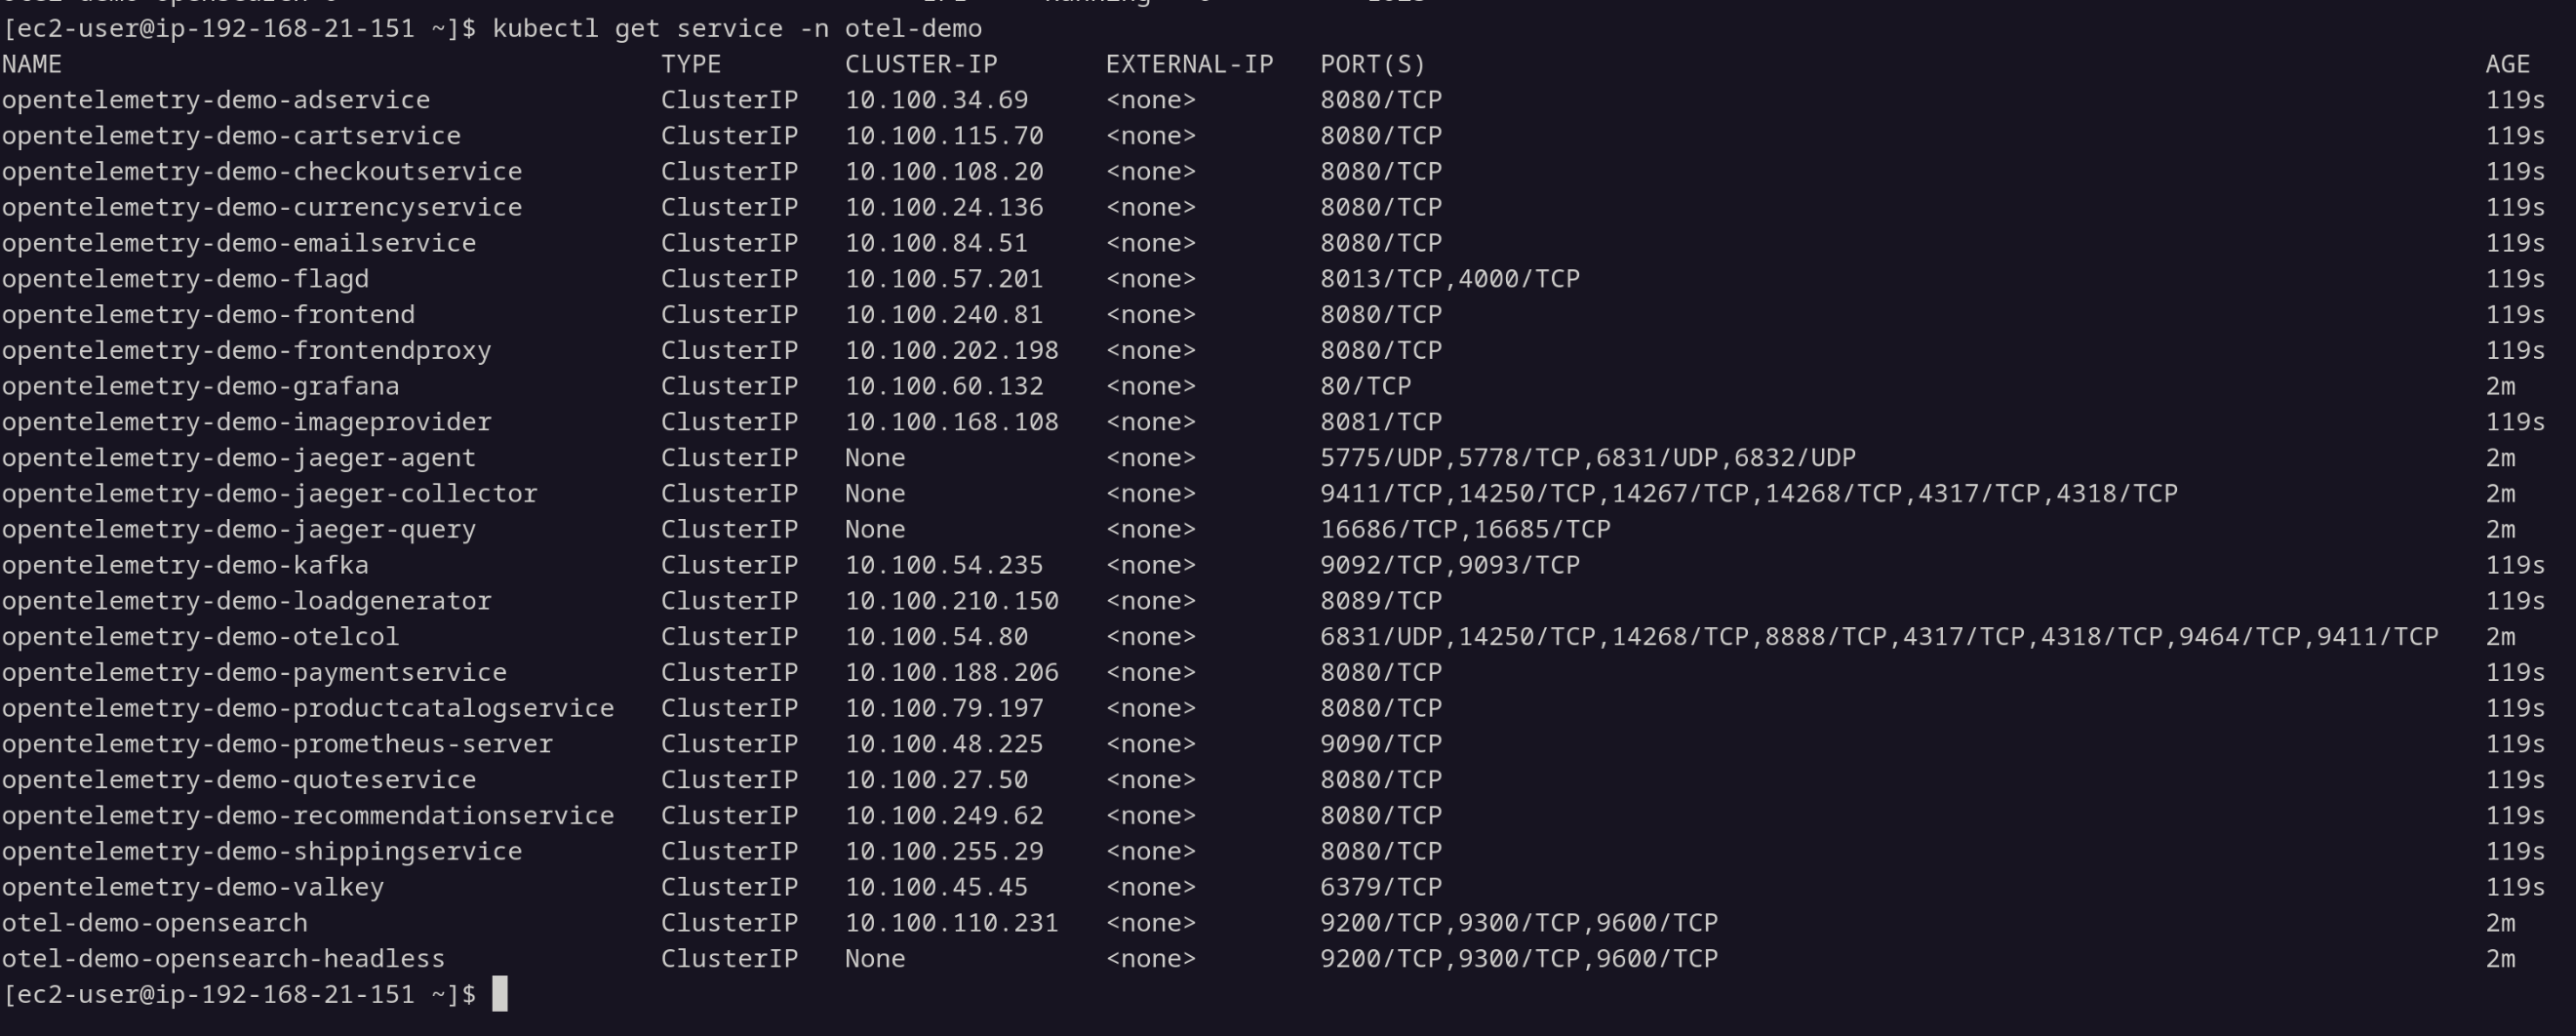 [ec2-user@ip-192-168-21-151 ~]$ kubectl get service -n otel-demo
NAME TYPE CLUSTER-IP EXTERNAL-IP PORT(S) AGE
opentelemetry-demo-adservice ClusterIP 10.100.34.69 <none> 8080/TCP 119s
opentelemetry-demo-cartservice ClusterIP 10.100.115.70 <none> 8080/TCP 119s
opentelemetry-demo-checkoutservice ClusterIP 10.100.108.20 <none> 8080/TCP 119s
opentelemetry-demo-currencyservice ClusterIP 10.100.24.136 <none> 8080/TCP 119s
opentelemetry-demo-emailservice ClusterIP 10.100.84.51 <none> 8080/TCP 119s
opentelemetry-demo-flagd ClusterIP 10.100.57.201 <none> 8013/TCP,4000/TCP 119s
opentelemetry-demo-frontend ClusterIP 10.100.240.81 <none> 8080/TCP 119s
opentelemetry-demo-frontendproxy ClusterIP 10.100.202.198 <none> 8080/TCP 119s
opentelemetry-demo-grafana ClusterIP 10.100.60.132 <none> 80/TCP 2m
opentelemetry-demo-imageprovider ClusterIP 10.100.168.108 <none> 8081/TCP 119s
opentelemetry-demo-jaeger-agent ClusterIP None <none> 5775/UDP,5778/TCP,6831/UDP,6832/UDP 2m
opentelemetry-demo-jaeger-collector ClusterIP None <none> 9411/TCP,14250/TCP,14267/TCP,14268/TCP,4317/TCP,4318/TCP 2m
opentelemetry-demo-jaeger-query ClusterIP None <none> 16686/TCP,16685/TCP 2m
opentelemetry-demo-kafka ClusterIP 10.100.54.235 <none> 9092/TCP,9093/TCP 119s
opentelemetry-demo-loadgenerator ClusterIP 10.100.210.150 <none> 8089/TCP 119s
opentelemetry-demo-otelcol ClusterIP 10.100.54.80 <none> 6831/UDP,14250/TCP,14268/TCP,8888/TCP,4317/TCP,4318/TCP,9464/TCP,9411/TCP 2m
opentelemetry-demo-paymentservice ClusterIP 10.100.188.206 <none> 8080/TCP 119s
opentelemetry-demo-productcatalogservice ClusterIP 10.100.79.197 <none> 8080/TCP 119s
opentelemetry-demo-prometheus-server ClusterIP 10.100.48.225 <none> 9090/TCP 119s
opentelemetry-demo-quoteservice ClusterIP 10.100.27.50 <none> 8080/TCP 119s
opentelemetry-demo-recommendationservice ClusterIP 10.100.249.62 <none> 8080/TCP 119s
opentelemetry-demo-shippingservice ClusterIP 10.100.255.29 <none> 8080/TCP 119s
opentelemetry-demo-valkey ClusterIP 10.100.45.45 <none> 6379/TCP 119s
otel-demo-opensearch ClusterIP 10.100.110.231 <none> 9200/TCP,9300/TCP,9600/TCP 2m
otel-demo-opensearch-headless ClusterIP None <none> 9200/TCP,9300/TCP,9600/TCP 2m
[ec2-user@ip-192-168-21-151 ~]$